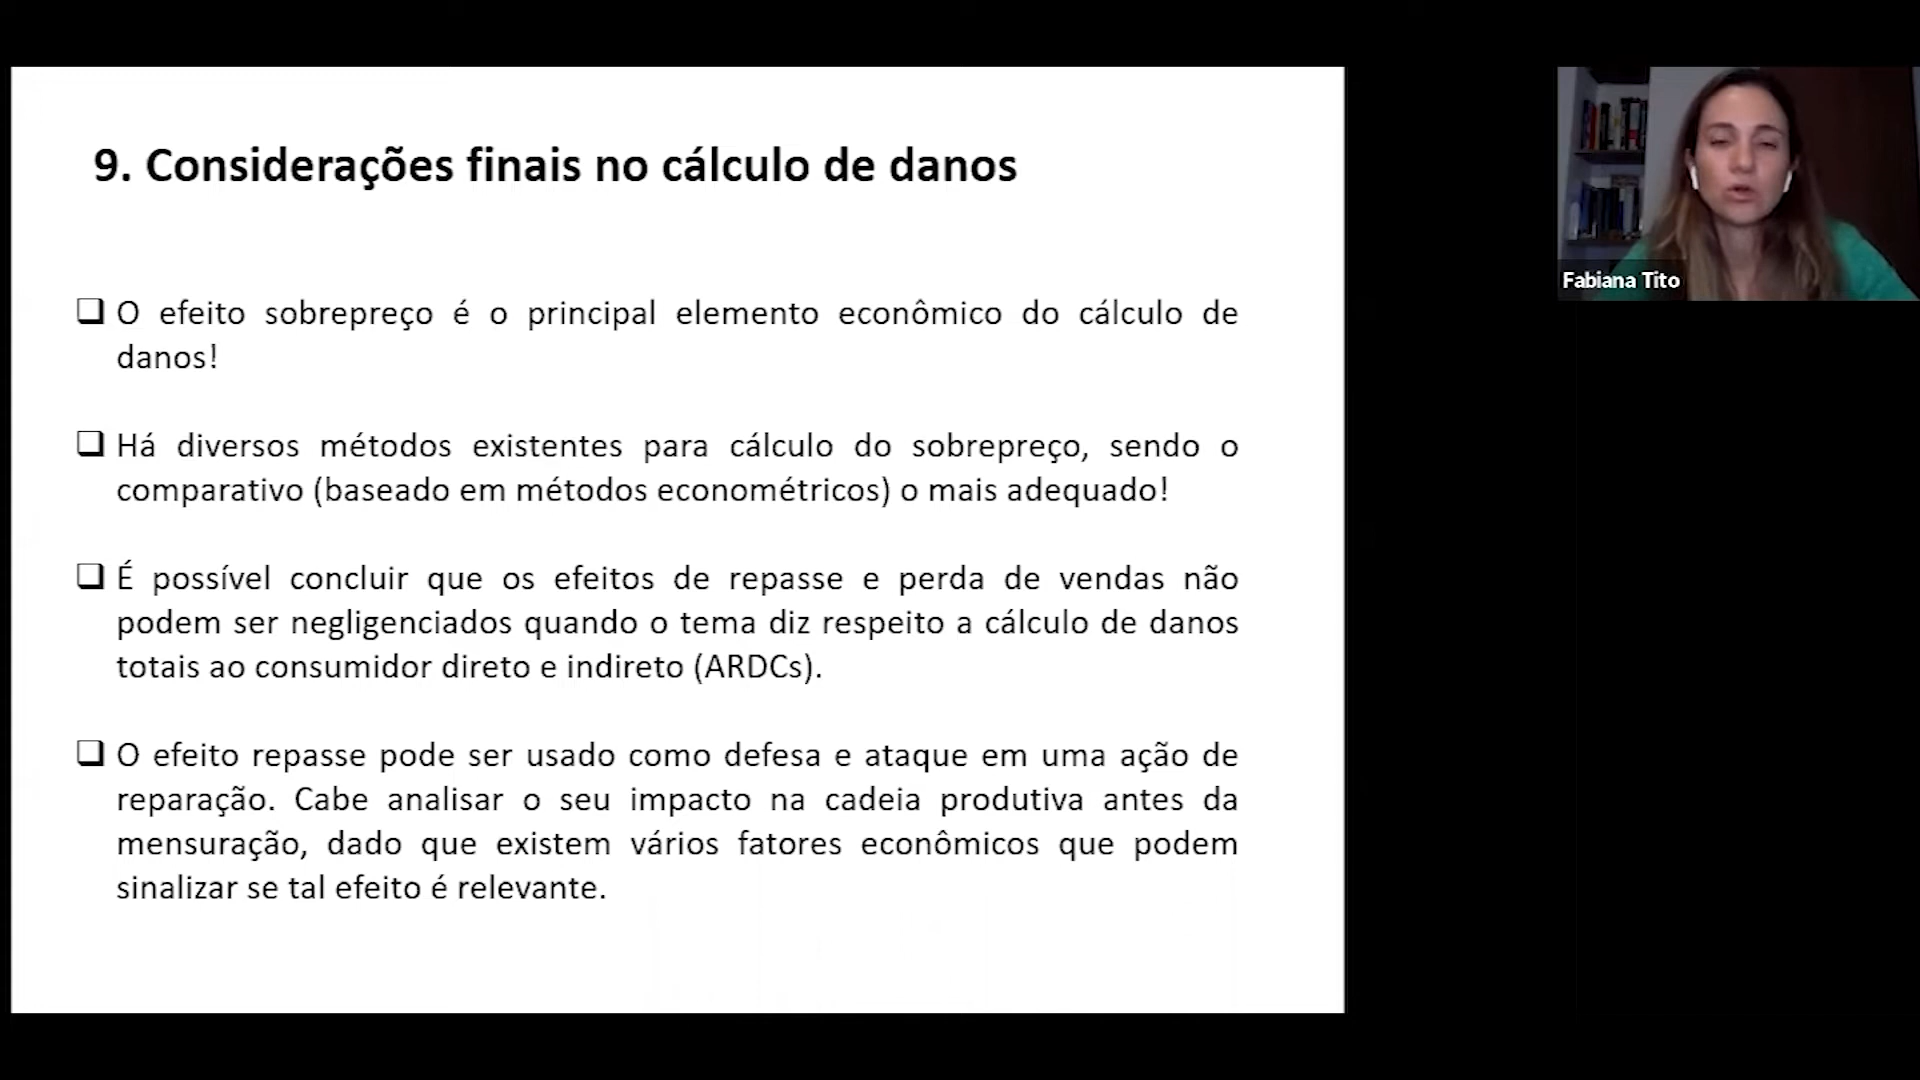 9. Considerações finais no cálculo de danos
O efeito sobrepreço é o principal elemento econômico do cálculo de
danos!
Há diversos métodos existentes para cálculo do sobrepreço, sendo o
comparativo (baseado em métodos econométricos) o mais adequado!
É possível concluir que os efeitos de repasse e perda de vendas não
podem ser negligenciados quando o tema diz respeito a cálculo de danos
totais ao consumidor direto e indireto (ARDCs).
O efeito repasse pode ser usado como defesa e ataque em uma ação de
reparação. Cabe analisar o seu impacto na cadeia produtiva antes da
mensuração, dado que existem vários fatores econômicos que podem
sinalizar se tal efeito é relevante.
Fabiana Tito